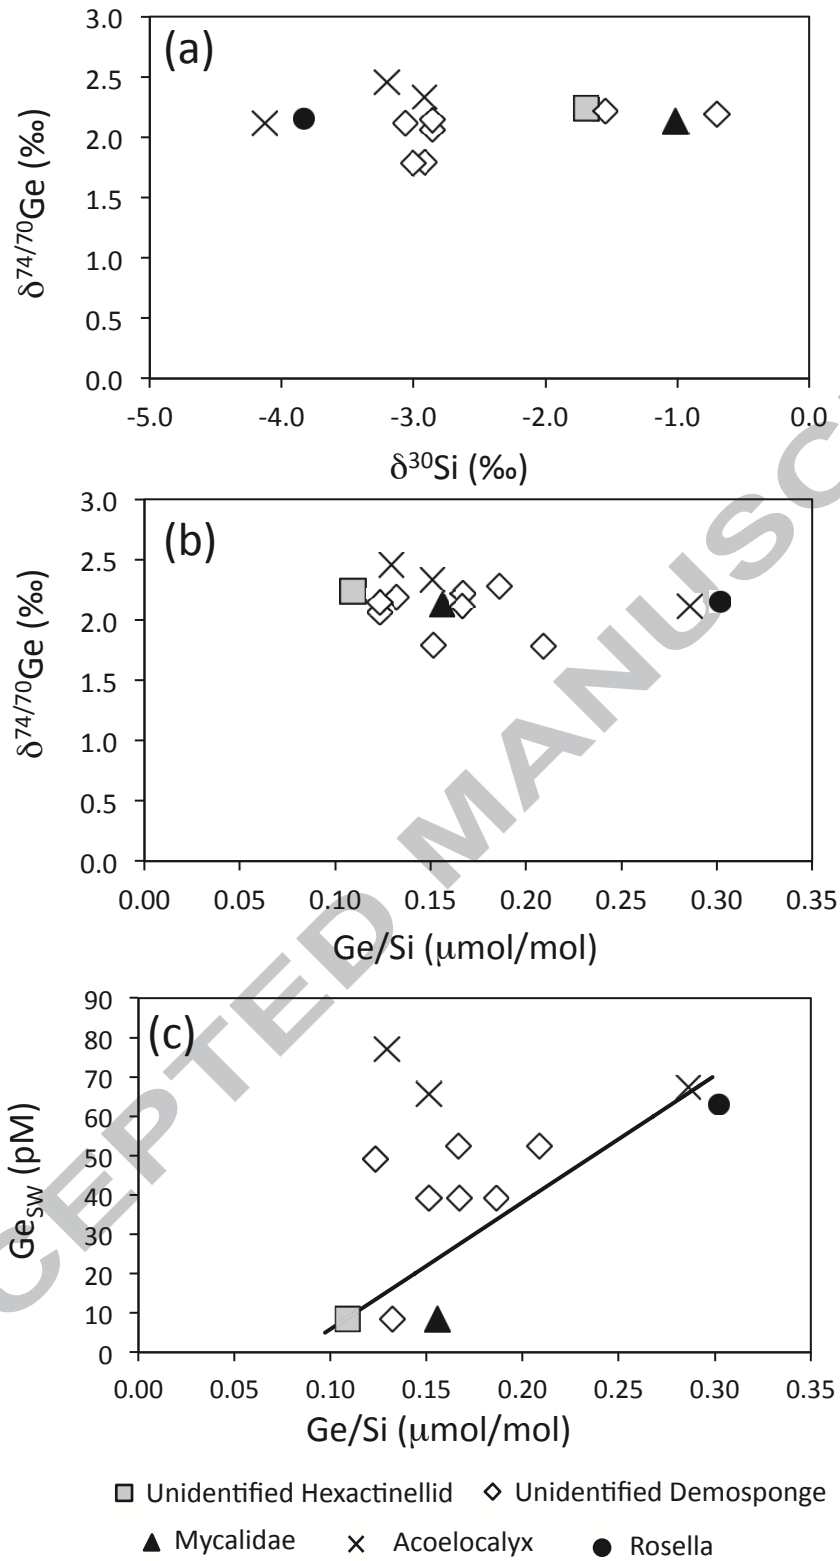 (a)
3.0
2.5
2.0
1.5
1.0
0.5
0.0
δ74/70Ge (‰)
-5.0 -4.0 -3.0 -2.0 -1.0 0.0
δ30Si (‰)
(b)
3.0
2.5
2.0
1.5
1.0
0.5
0.0
δ74/70Ge (‰)
0.00 0.05 0.10 0.15 0.20 0.25 0.30 0.35
Ge/Si (μmol/mol)
(c)
90
80
70
60
50
40
30
20
10
0
GeSW (pM)
0.00 0.05 0.10 0.15 0.20 0.25 0.30 0.35
Ge/Si (μmol/mol)
Unidentified Hexactinellid Unidentified Demosponge
Mycalidae Acoelocalyx Rosella
CEPTED MANUSC